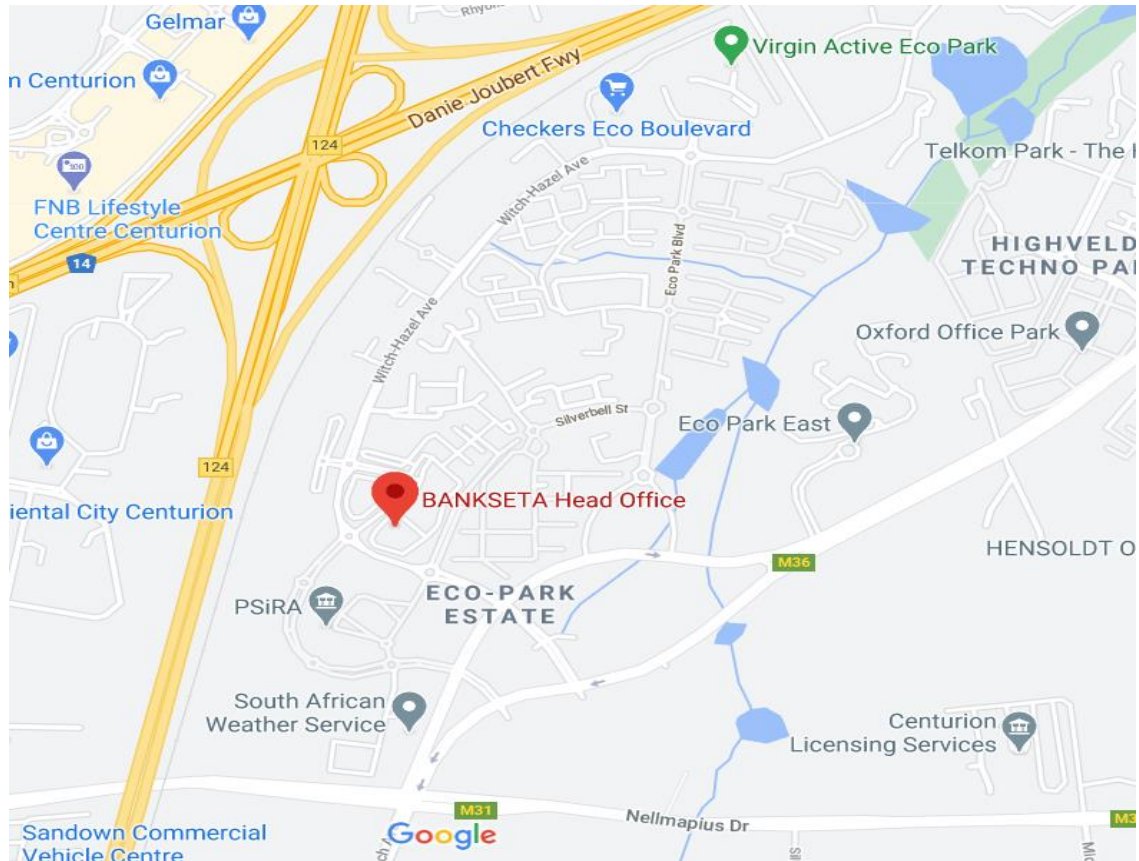 Gelmar
Rhyo
Virgin Active Eco Park
m Centurion
Danie Joubert Fwy
Checkers Eco Boulevard
124
Telkom Park - The H
FNB Lifestyle
Centre Centurion
Witch-Hazel Ave
14
Eco Park Blvd
HIGHVELD
TECHNO PA
Witch-Hazel Ave
Oxford Office Park
Silverbell St
Eco Park East
124
BANKSETA Head Office
iental City Centurion
HENSOLDT O
M36
ECO-PARK
ESTATE
PSiRA
South African
Weather Service
Centurion
Licensing Services
M31
Nellmapius Dr
M3
Google
Sandown Commercial
Vehicle Centre